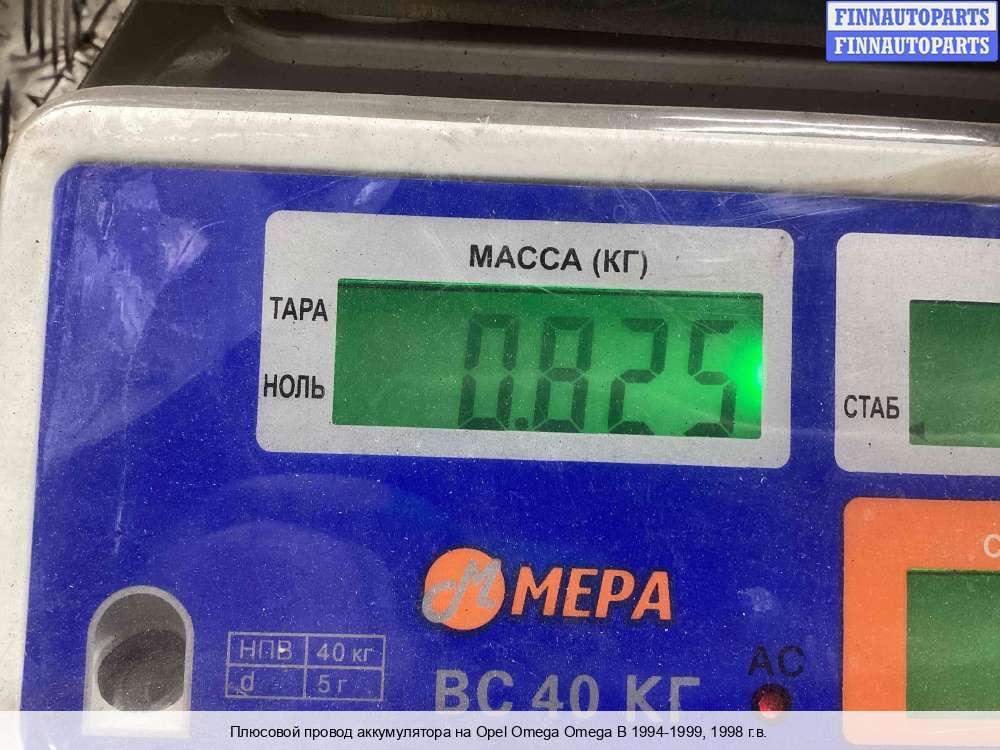 FINNAUTOPARTS
FINNAUTOPARTS
МАССА (КГ)
ТАРА
0.825
НОЛЬ
СТАБ
С
М МЕРА
НПВ 40 кг
d 5 г
ВС 40 КГ
АС
Плюсовой провод аккумулятора на Opel Omega Omega B 1994-1999, 1998 г.в.